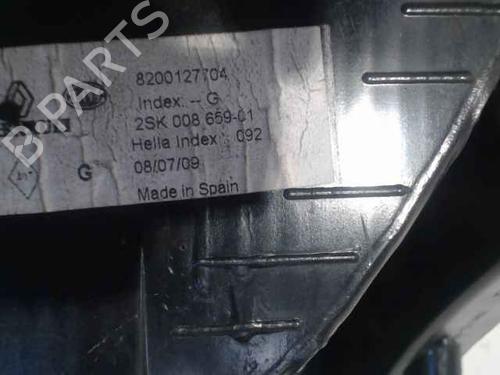 B PARTS
8200127704
Index: -- G
2SK 008 659-01
Hella Index : 092
G
08/07/09
Made in Spain